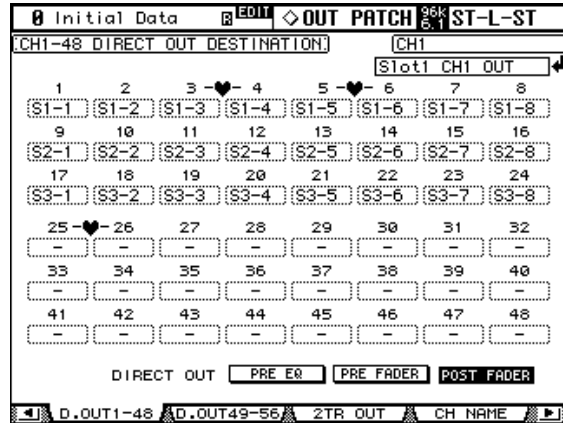 0 Initial Data R EDIT ◇OUT PATCH 96k 6.1 ST-L-ST
CH1-48 DIRECT OUT DESTINATION CH1
Slot1 CH1 OUT
1 2 3 -♥- 4 5 -♥- 6 7 8
S1-1 S1-2 S1-3 S1-4 S1-5 S1-6 S1-7 S1-8
9 10 11 12 13 14 15 16
S2-1 S2-2 S2-3 S2-4 S2-5 S2-6 S2-7 S2-8
17 18 19 20 21 22 23 24
S3-1 S3-2 S3-3 S3-4 S3-5 S3-6 S3-7 S3-8
25 -♥- 26 27 28 29 30 31 32
- - - - - - - -
33 34 35 36 37 38 39 40
- - - - - - - -
41 42 43 44 45 46 47 48
- - - - - - - -
DIRECT OUT PRE EQ PRE FADER POST FADER
D.OUT1-48 D.OUT49-56 2TR OUT CH NAME